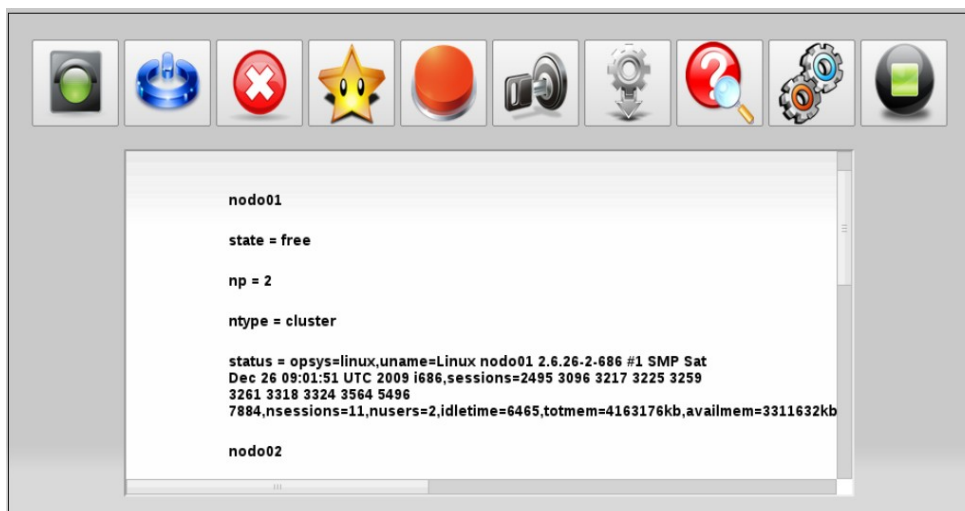 nodo01
state = free
np = 2
ntype = cluster
status = opsys=linux,uname=Linux nodo01 2.6.26-2-686 #1 SMP Sat
Dec 26 09:01:51 UTC 2009 i686,sessions=2495 3096 3217 3225 3259
3261 3318 3324 3564 5496
7884,nsessions=11,nusers=2,idletime=6465,totmem=4163176kb,availmem=3311632kb
nodo02